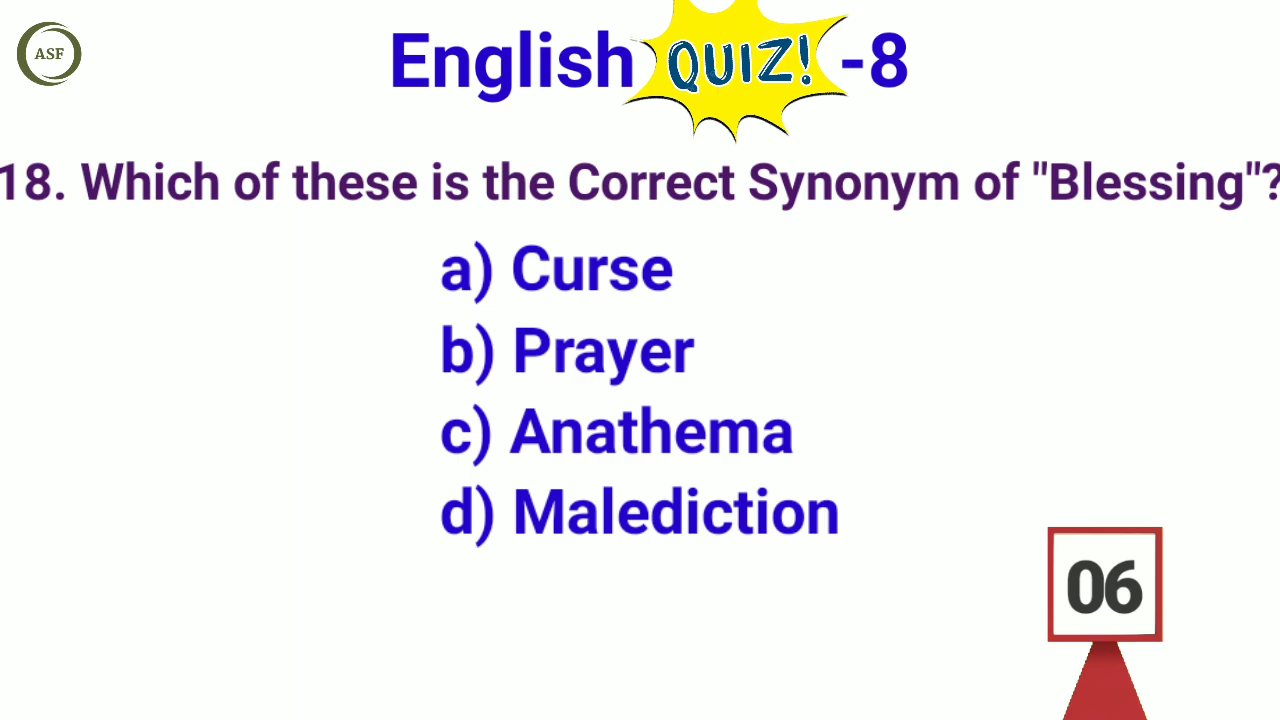 ASF
English QUIZ! -8
18. Which of these is the Correct Synonym of "Blessing"?
a) Curse
b) Prayer
c) Anathema
d) Malediction
06